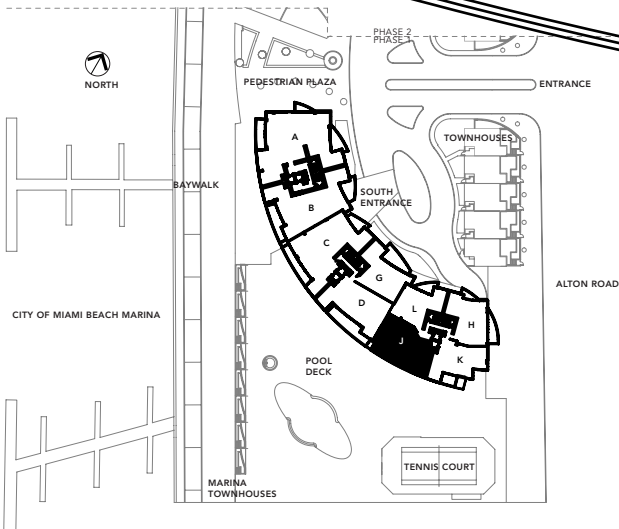 PHASE 2
PHASE 1
NORTH
PEDESTRIAN PLAZA
ENTRANCE
A
TOWNHOUSES
BAYWALK
SOUTH
ENTRANCE
B
C
G
ALTON ROAD
D
L
CITY OF MIAMI BEACH MARINA
H
J
K
POOL
DECK
TENNIS COURT
MARINA
TOWNHOUSES